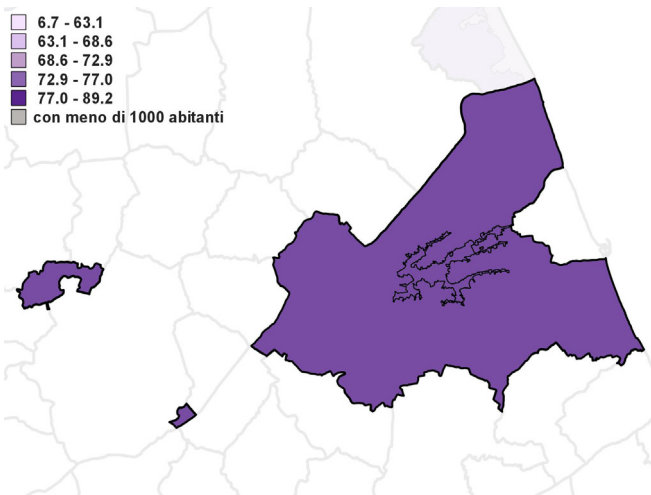 6.7 - 63.1
63.1 - 68.6
68.6 - 72.9
72.9 - 77.0
77.0 - 89.2
con meno di 1000 abitanti